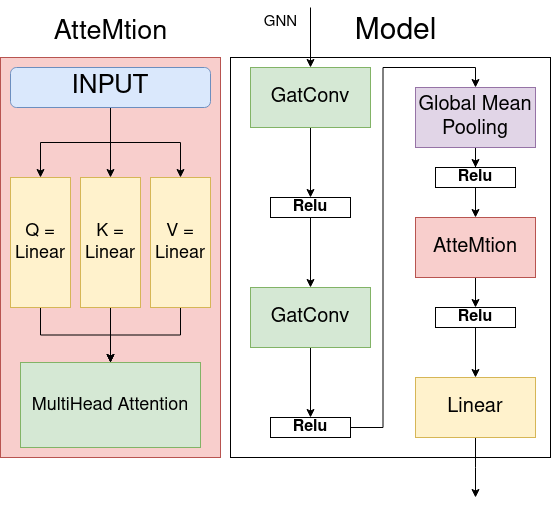 AtteMtion
INPUT
Q =
Linear
K =
Linear
V =
Linear
MultiHead Attention
GNN
Model
GatConv
Relu
GatConv
Relu
Global Mean
Pooling
Relu
AtteMtion
Relu
Linear